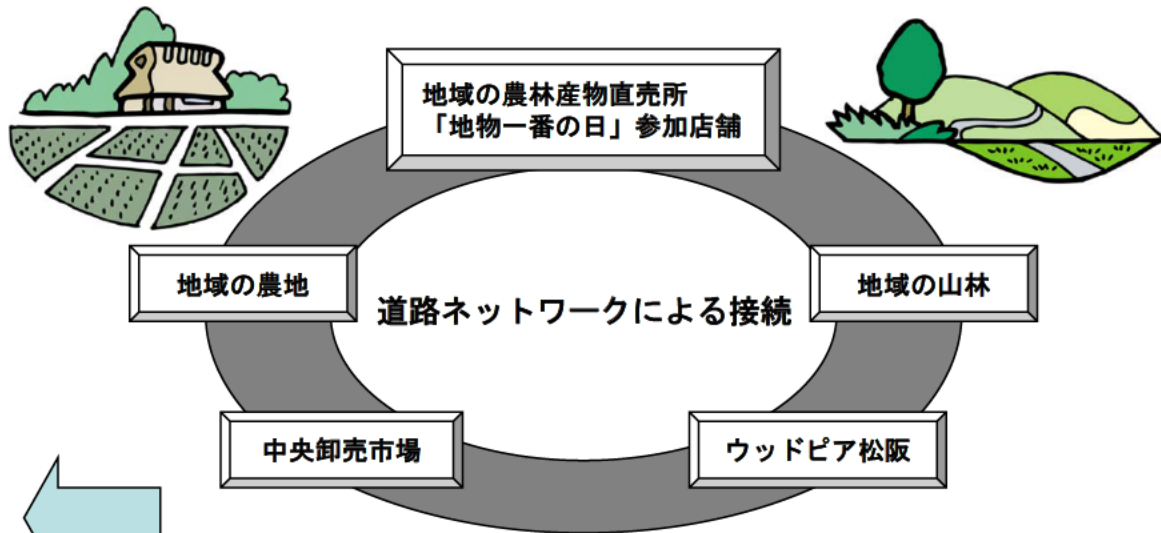 地域の農林産物直売所
「地物一番の日」参加店舗
地域の農地
道路ネットワークによる接続
地域の山林
中央卸売市場
ウッドピア松阪